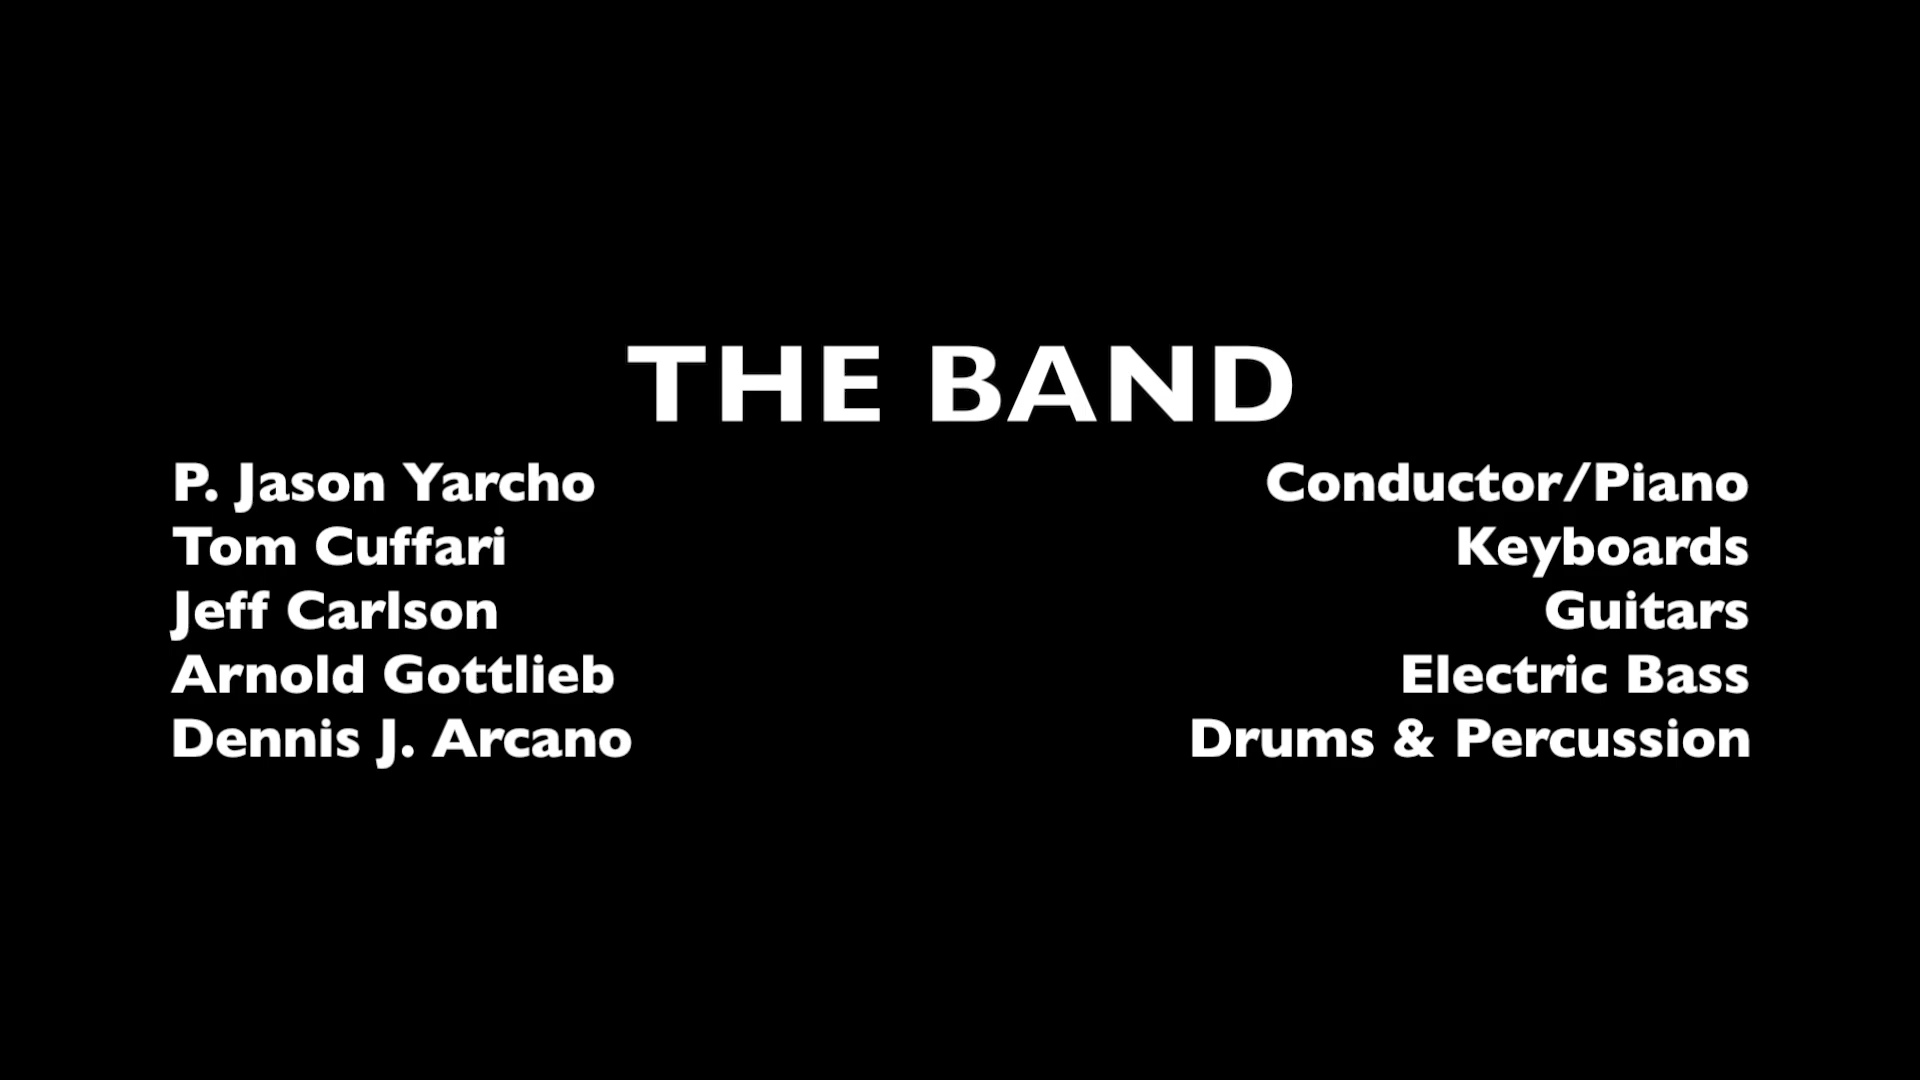 THE BAND
P. Jason Yarcho Conductor/Piano
Tom Cuffari Keyboards
Jeff Carlson Guitars
Arnold Gottlieb Electric Bass
Dennis J. Arcano Drums & Percussion